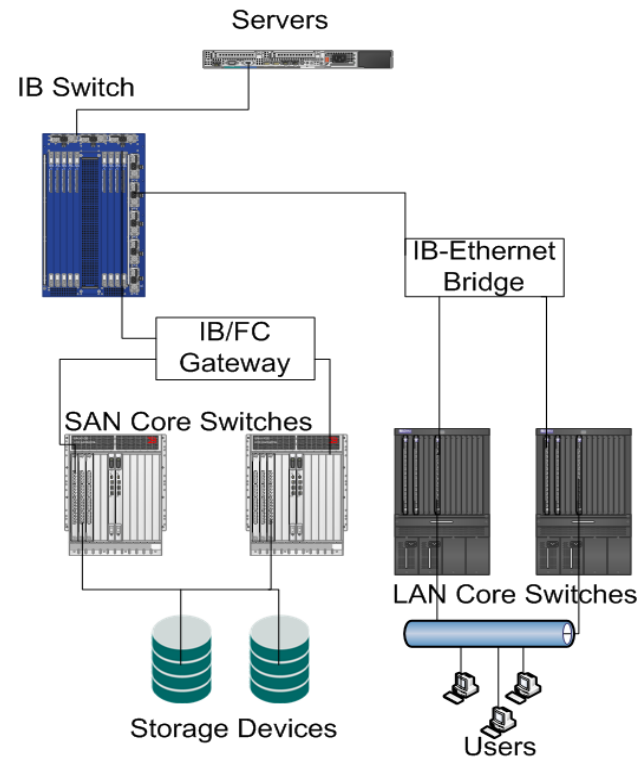 Servers
IB Switch
IB-Ethernet
Bridge
IB/FC
Gateway
SAN Core Switches
LAN Core Switches
Storage Devices
Users